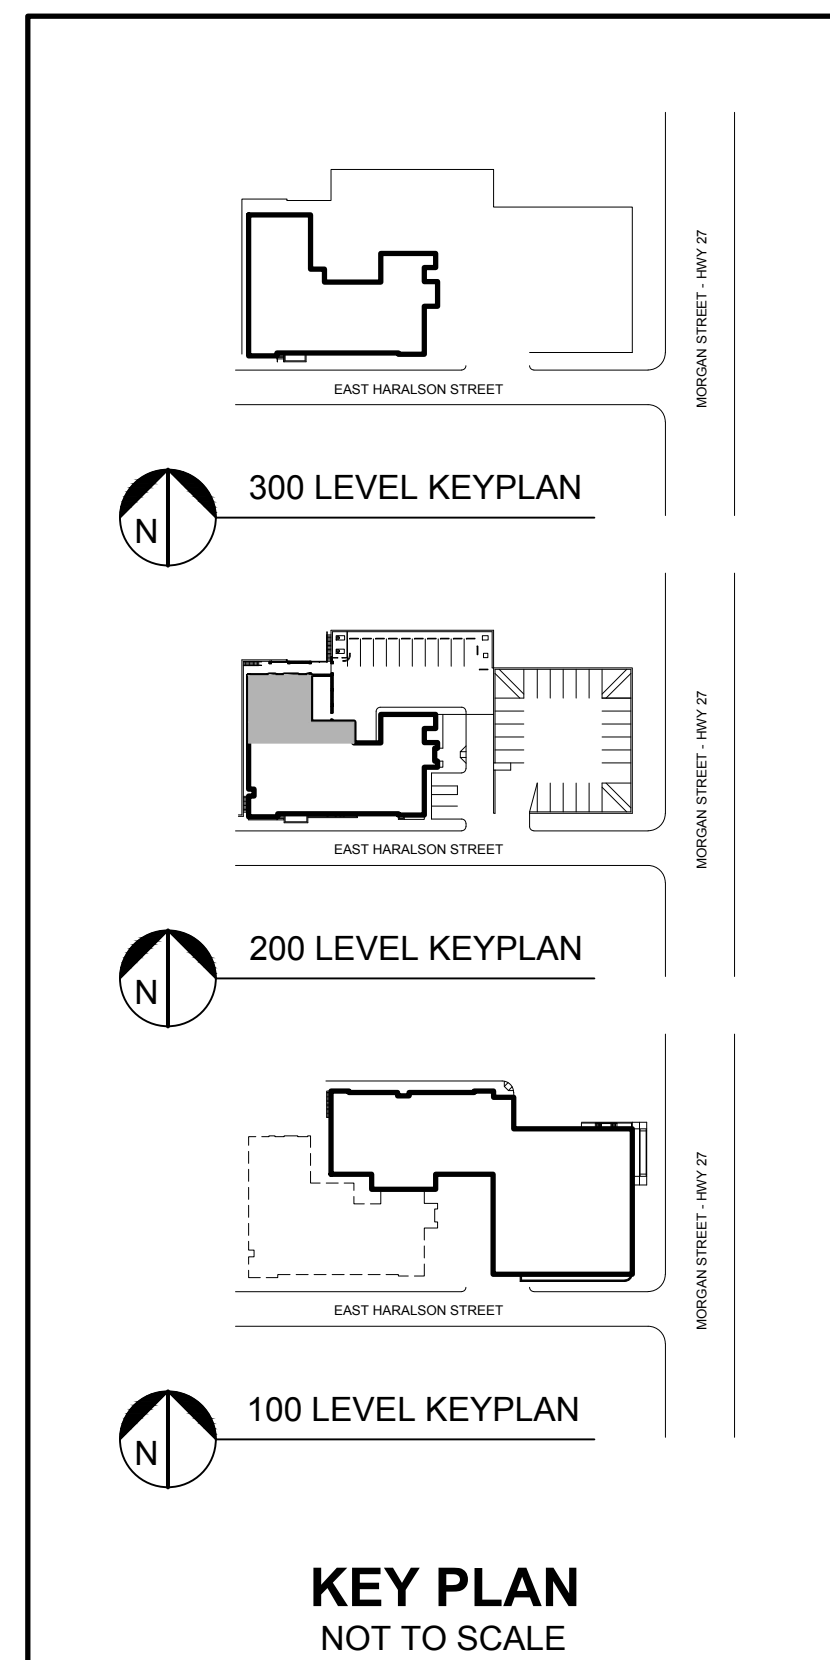 MORGAN STREET - HWY 27
EAST HARALSON STREET
300 LEVEL KEYPLAN
N
MORGAN STREET - HWY 27
EAST HARALSON STREET
200 LEVEL KEYPLAN
N
MORGAN STREET - HWY 27
EAST HARALSON STREET
100 LEVEL KEYPLAN
N
KEY PLAN
NOT TO SCALE